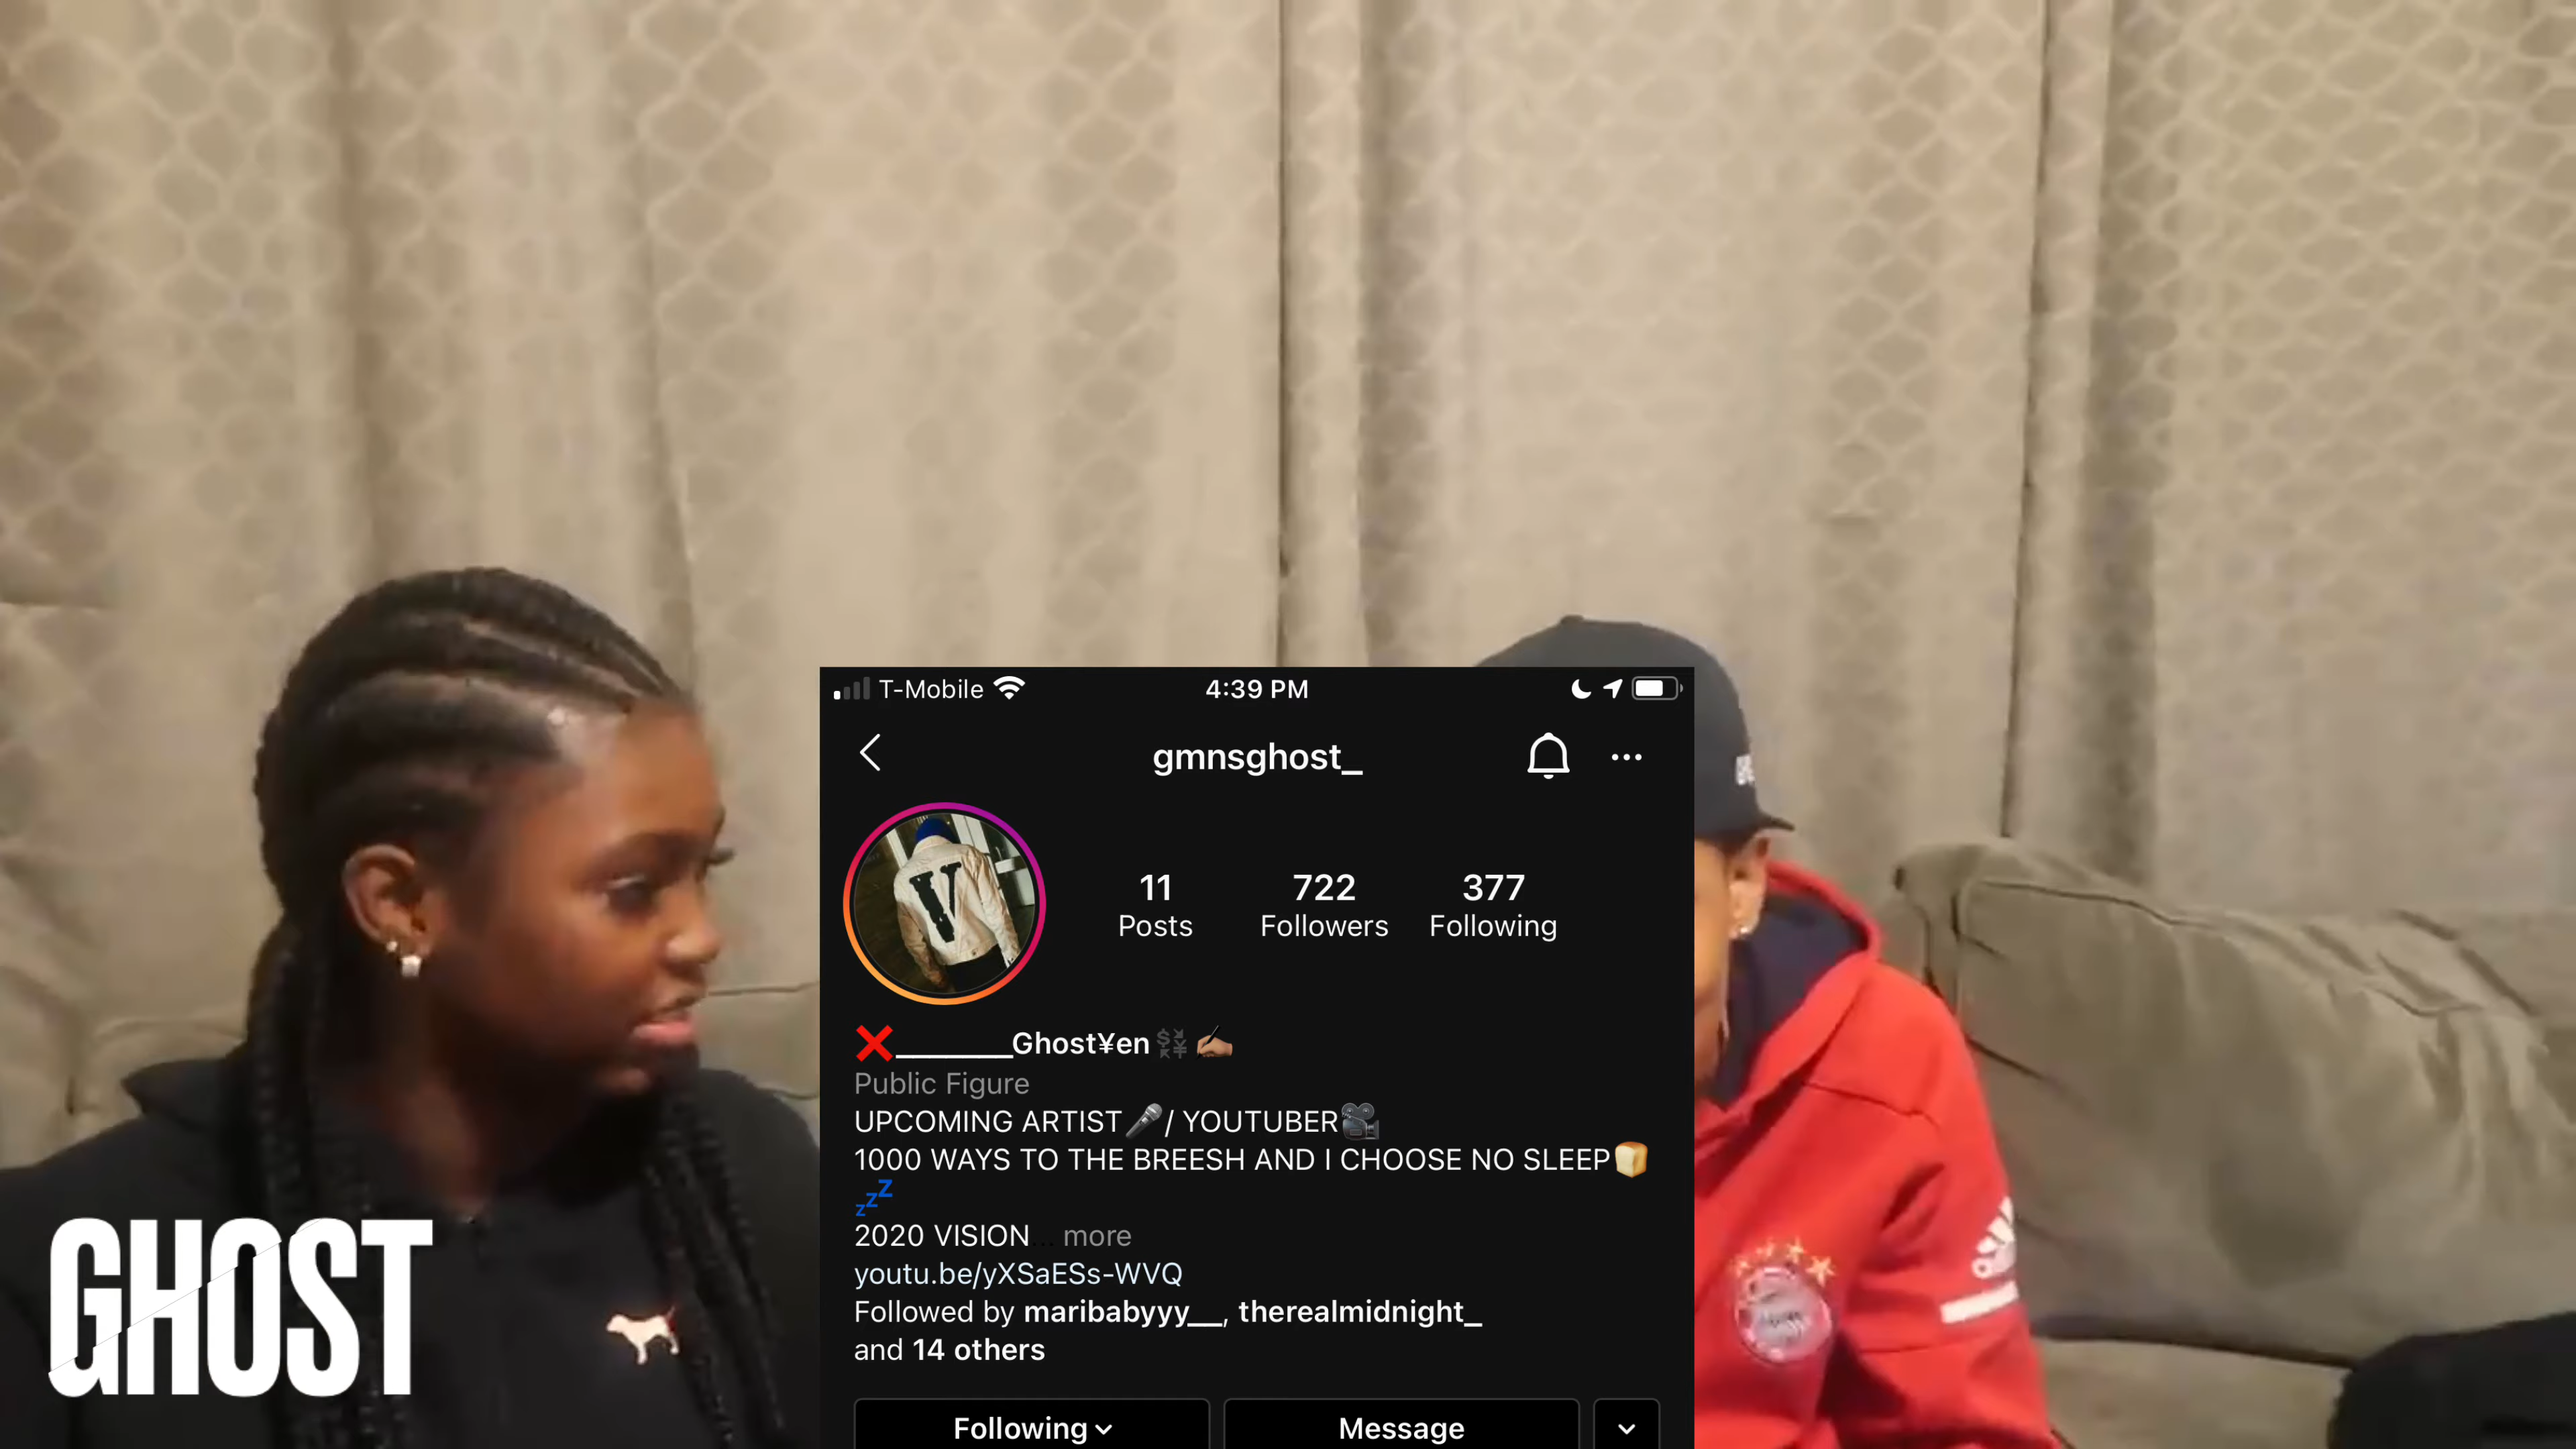 T-Mobile 4:39 PM
gmnsghost_
11 722 377
Posts Followers Following
❌________Ghost¥en💱✍🏽
Public Figure
UPCOMING ARTIST🎤/ YOUTUBER🎥
1000 WAYS TO THE BREESH AND I CHOOSE NO SLEEP🍞
💤
2020 VISION... more
youtu.be/yXSaESs-WVQ
Followed by maribabyyy__, therealmidnight_
and 14 others
Following Message
GHOST